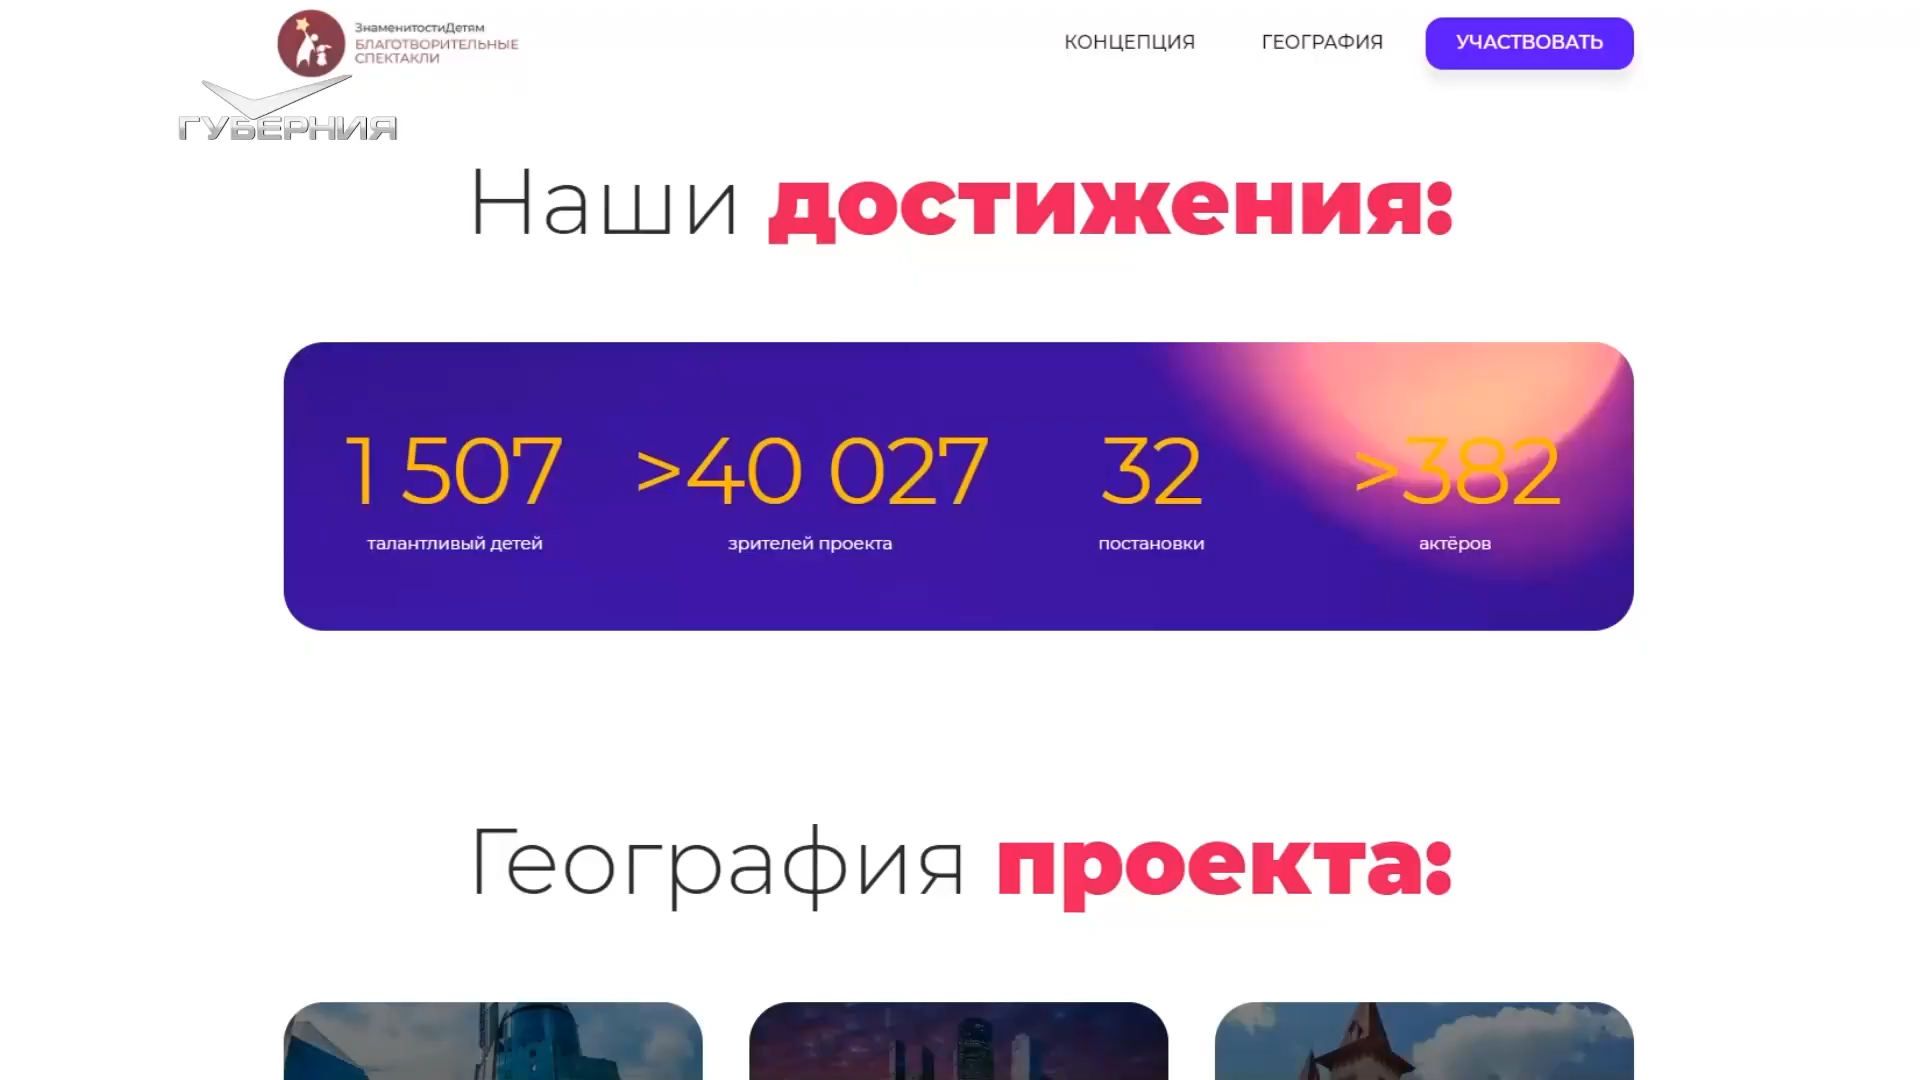 ЗнаменитостиДетям
БЛАГОТВОРИТЕЛЬНЫЕ
СПЕКТАКЛИ
КОНЦЕПЦИЯ
ГЕОГРАФИЯ
УЧАСТВОВАТЬ
ГУБЕРНИЯ
Наши достижения:
1 507
талантливый детей
>40 027
зрителей проекта
32
постановки
>382
актёров
География проекта: